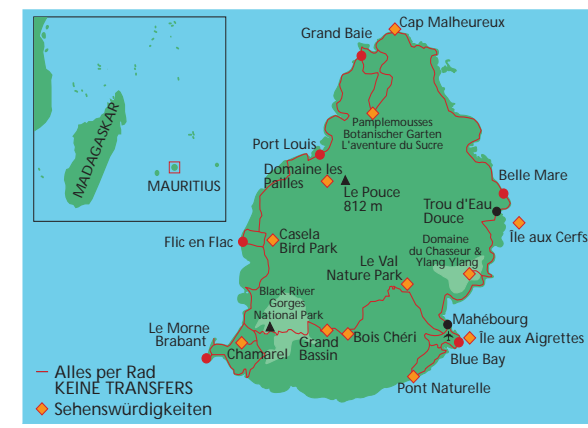 MADAGASKAR
MAURITIUS
Cap Malheureux
Grand Baie
Pamplemousses
Botanischer Garten
L'aventure du Sucre
Port Louis
Domaine les
Pailles
Le Pouce
812 m
Belle Mare
Trou d'Eau
Douce
Île aux Cerfs
Flic en Flac
Casela
Bird Park
Domaine
du Chasseur &
Ylang Ylang
Le Val
Nature Park
Black River
Gorges
National Park
Mahébourg
Île aux Aigrettes
Blue Bay
Le Morne
Brabant
Chamarel
Grand
Bassin
Bois Chéri
Pont Naturelle
— Alles per Rad
KEINE TRANSFERS
Sehenswürdigkeiten